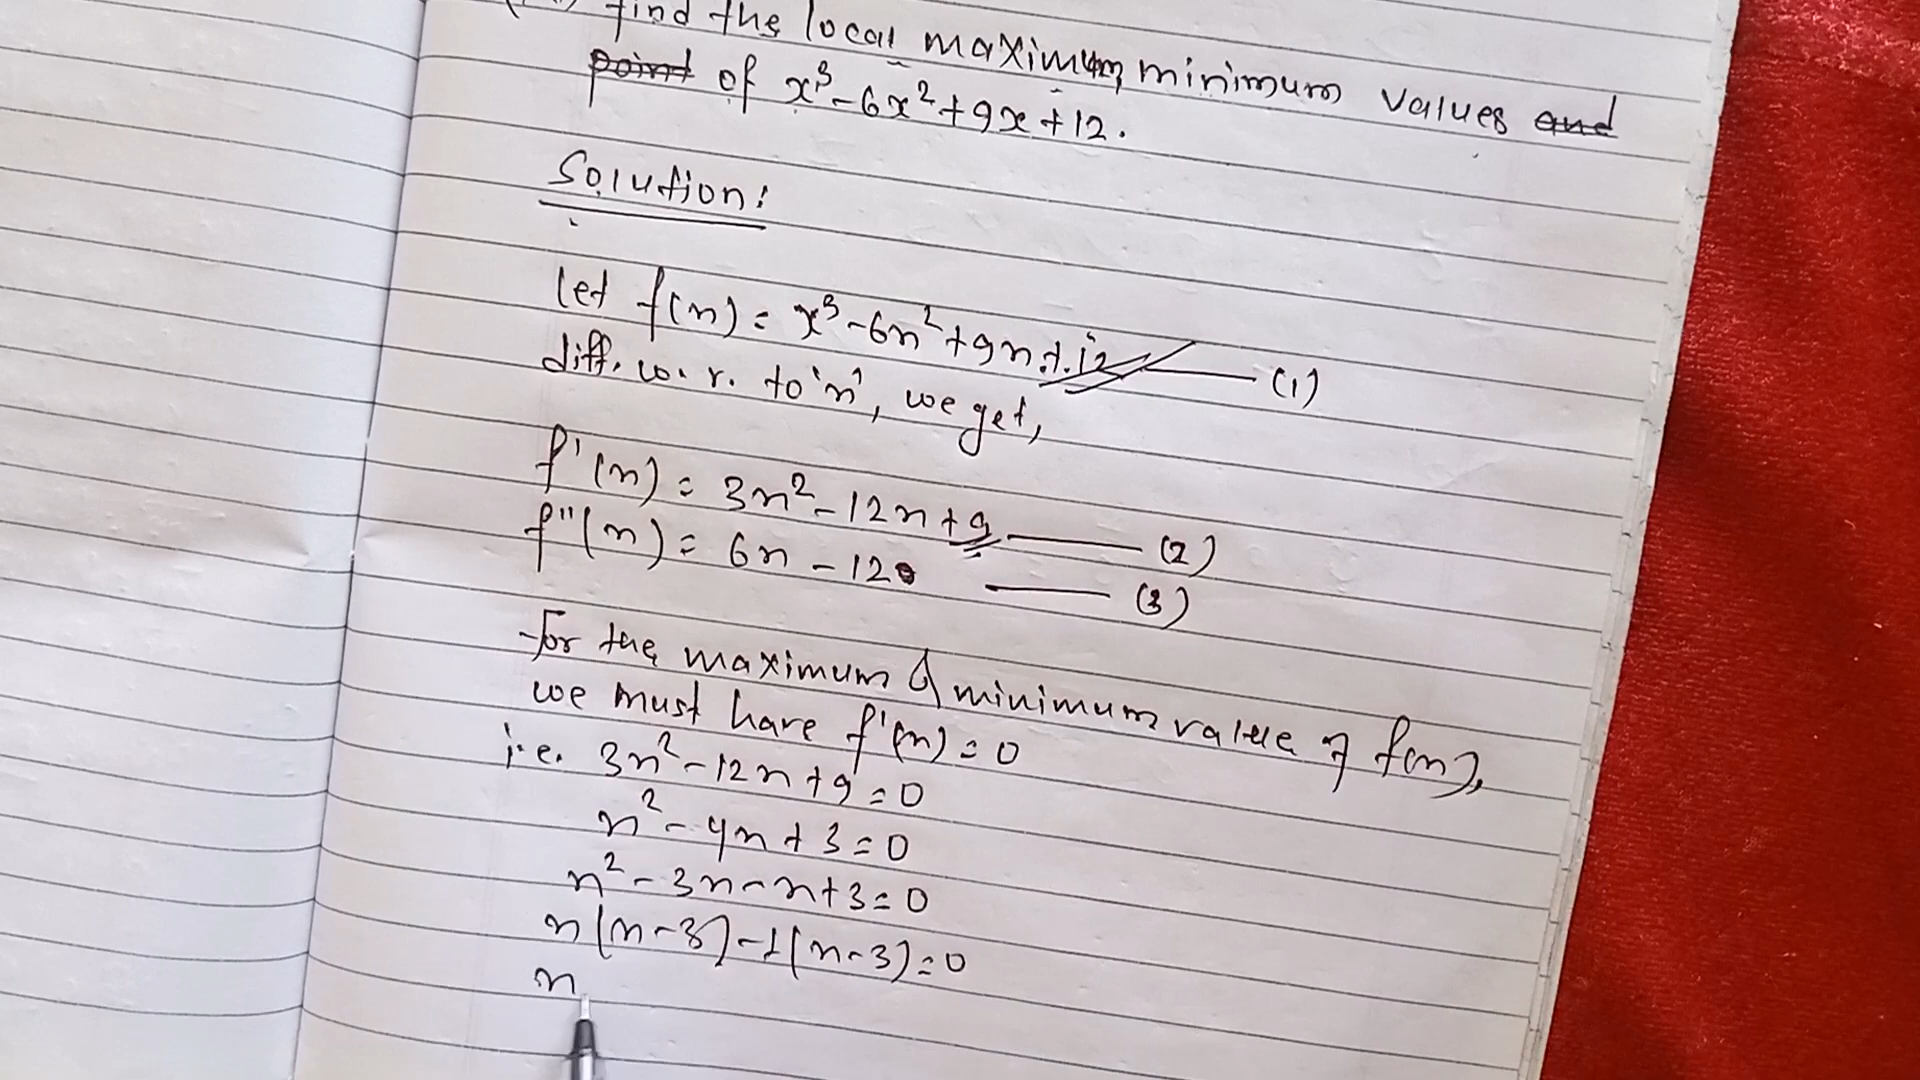 find the local maximum, minimum values and
point of x³-6x²+9x+12.
Solution:
let f(x) = x³-6x²+9x+12 —— (1)
diff. w. r. to 'x', we get,
f'(x) = 3x²-12x+9 —— (2)
f''(x) = 6x-12 —— (3)
for the maximum & minimum value of f(x),
we must have f'(x)=0
i.e. 3x²-12x+9=0
x²-4x+3=0
x²-3x-x+3=0
x(x-3)-1(x-3)=0
x